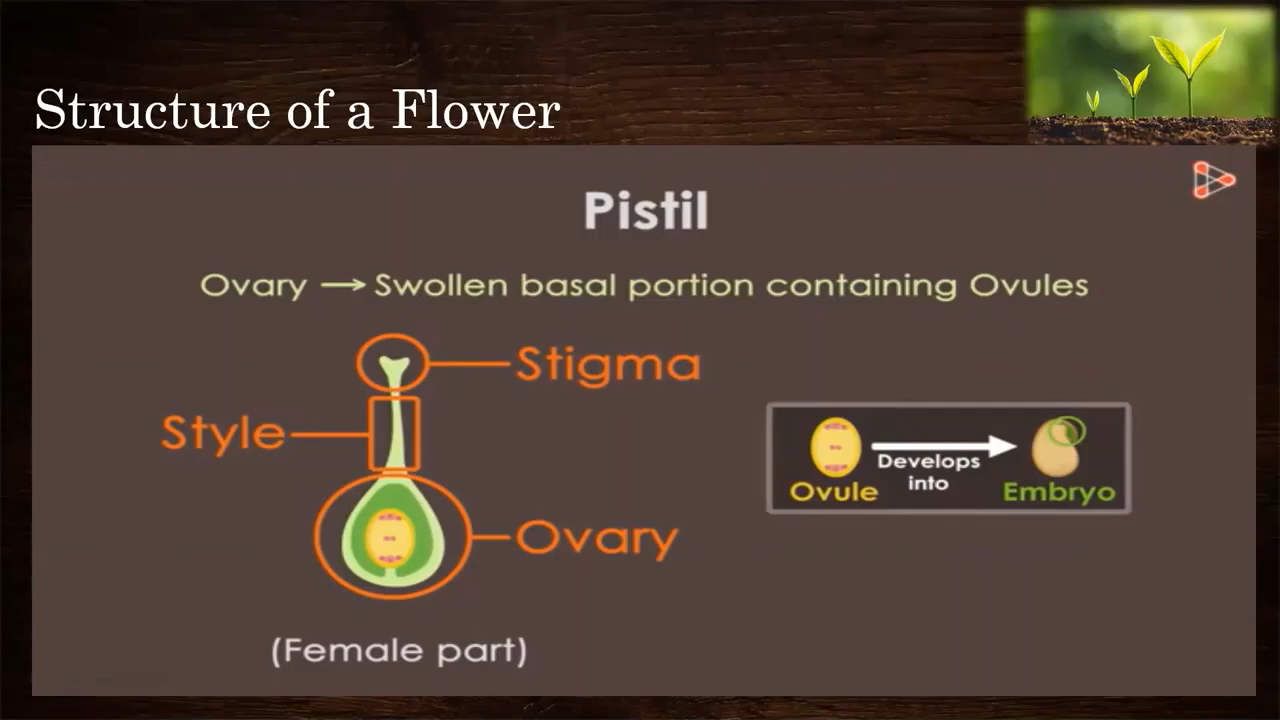 Structure of a Flower
Pistil
Ovary → Swollen basal portion containing Ovules
Stigma
Style
Develops
into
Ovule
Embryo
Ovary
(Female part)